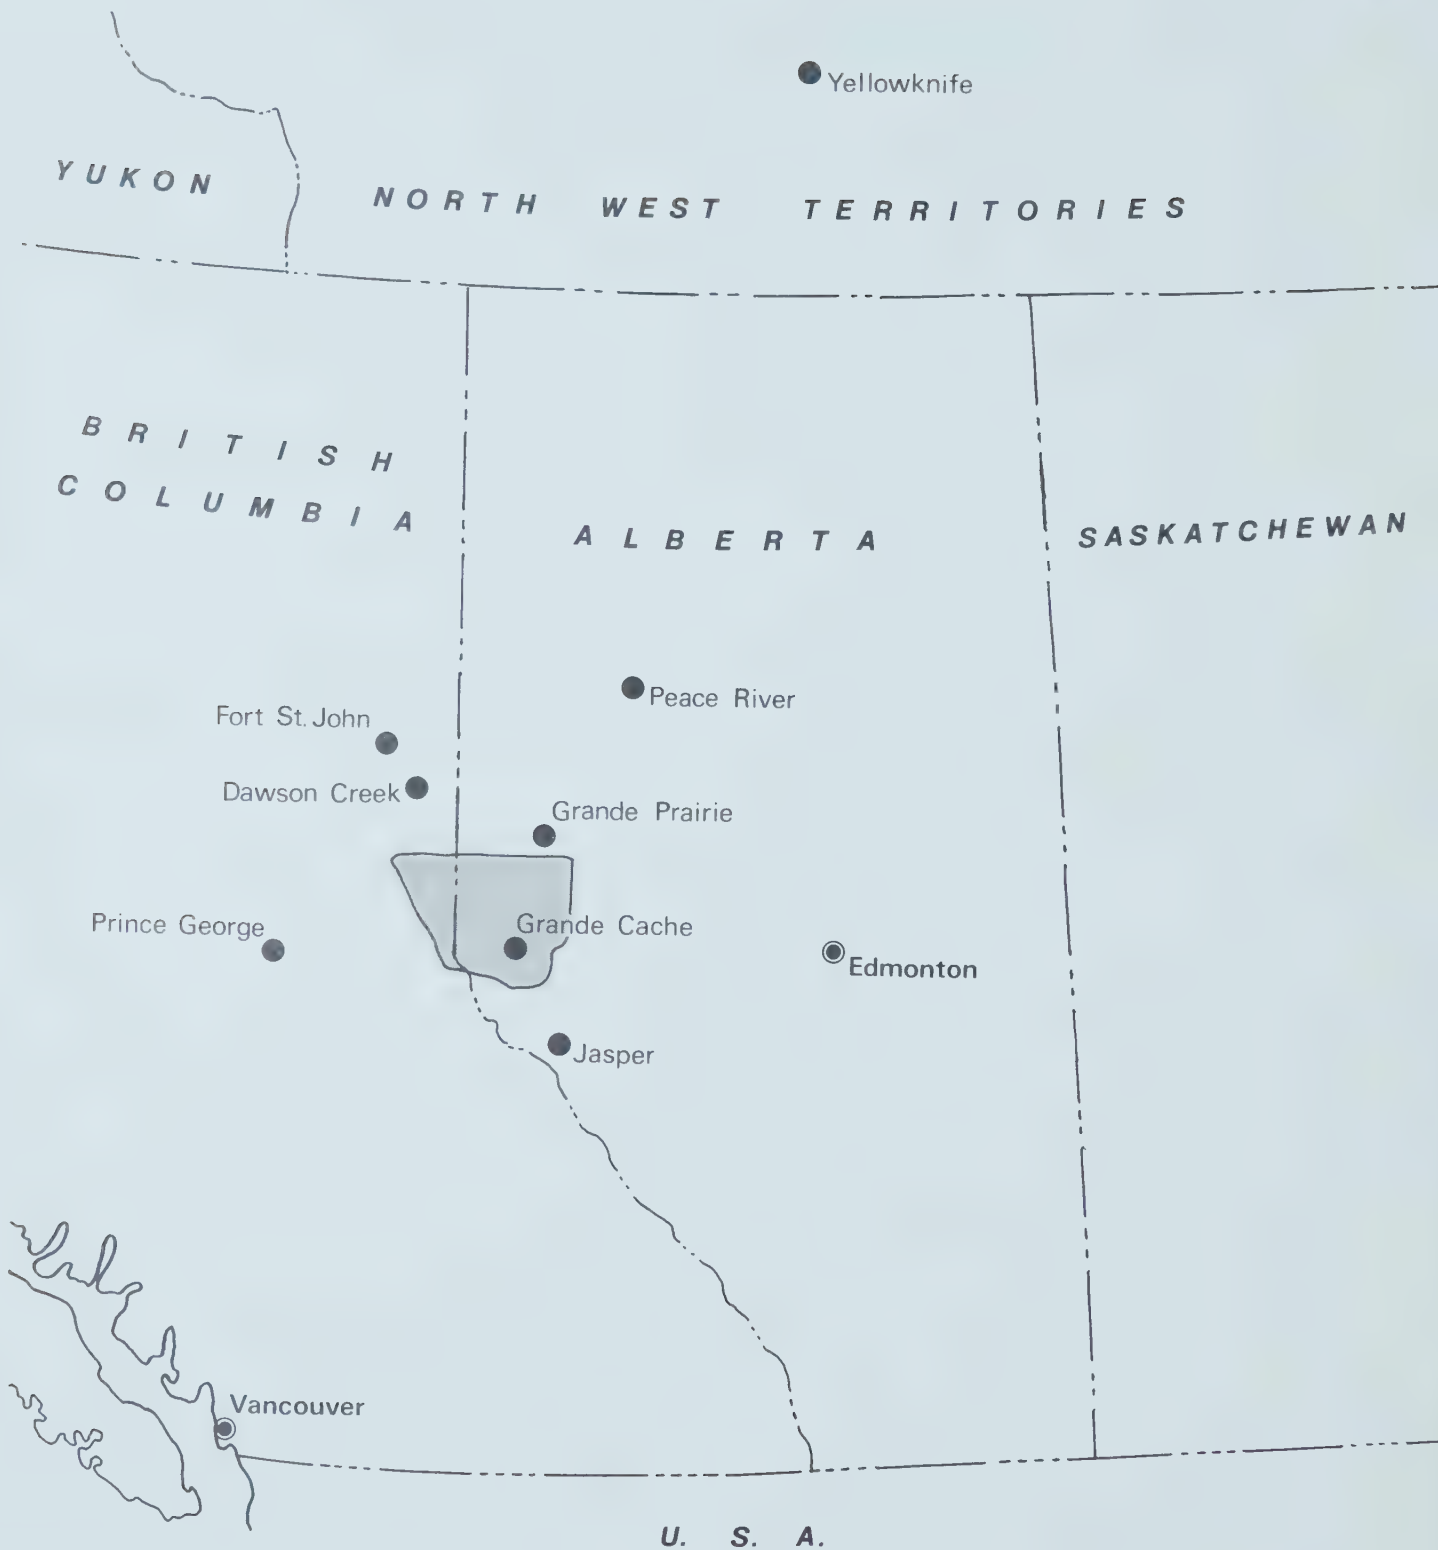 Yellowknife
YUKON
NORTH WEST TERRITORIES
BRITISH
COLUMBIA
ALBERTA
SASKATCHEWAN
Peace River
Fort St. John
Dawson Creek
Grande Prairie
Prince George
Grande Cache
Edmonton
Jasper
Vancouver
U. S. A.